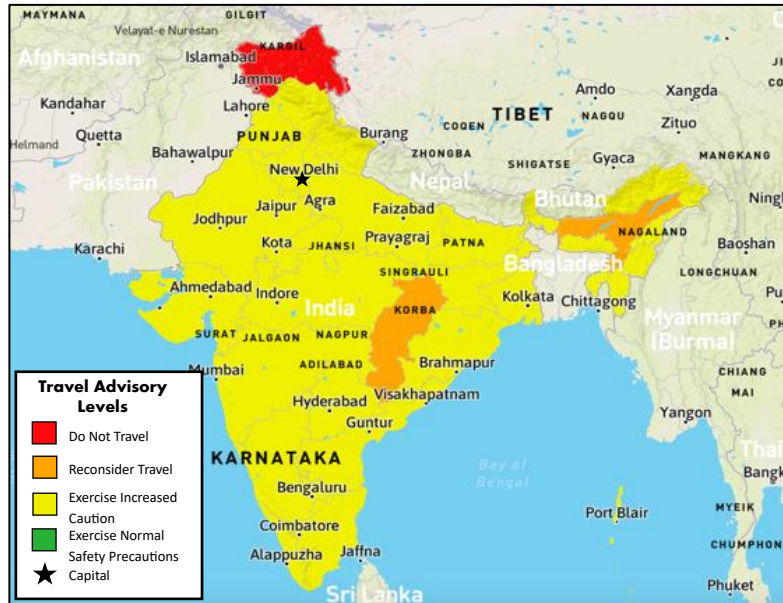 MAYMANA
GILGIT
Velayat-e Nurestan
KARGIL
Afghanistan
Islamabad
Jammu
Amdo
Xangda
Kandahar
Lahore
TIBET
NAGQU
Quetta
PUNJAB
Burang
COQEN
Zituo
Helmand
Bahawalpur
ZHONGBA
SHIGATSE
Gyaca
MANGKANG
New Delhi
Pakistan
Nepal
Bhutan
Jaipur
Agra
Faizabad
Jodhpur
NAGALAND
Kota
JHANSI
Prayagraj
PATNA
Baoshan
Karachi
Bangladesh
SINGRAULI
LONGCHUAN
Ahmedabad
Indore
India
KORBA
Kolkata
Chittagong
Myanmar
(Burma)
SURAT
JALGAON
NAGPUR
ADILABAD
Brahmapur
CHIANG
MAI
Mumbai
Visakhapatnam
Hyderabad
Yangon
Guntur
KARNATAKA
Bay of
Bengal
Bengaluru
Port Blair
MYEIK
Coimbatore
CHUMPHON
Alappuzha
Jaffna
Sri Lanka
Phuket
Travel Advisory
Levels
Do Not Travel
Reconsider Travel
Exercise Increased
Caution
Exercise Normal
Safety Precautions
Capital